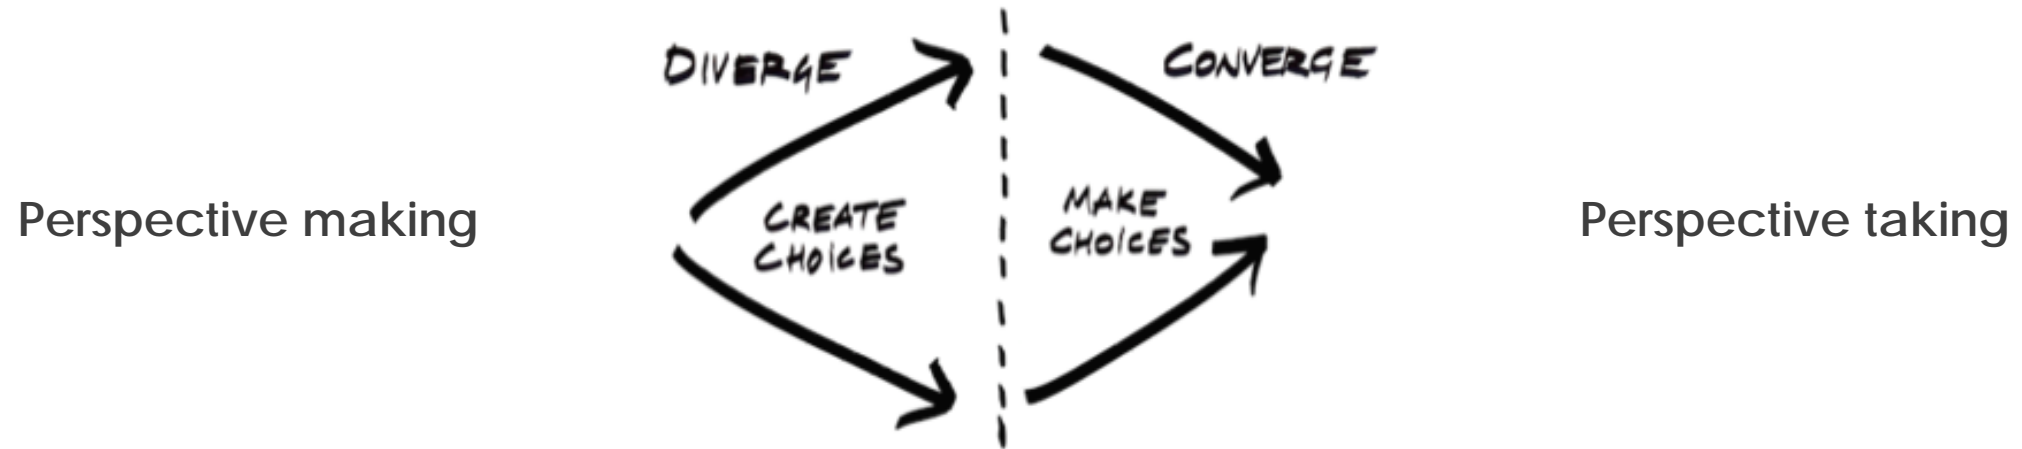 Perspective making
DIVERGE
CREATE
CHOICES
CONVERGE
MAKE
CHOICES
Perspective taking